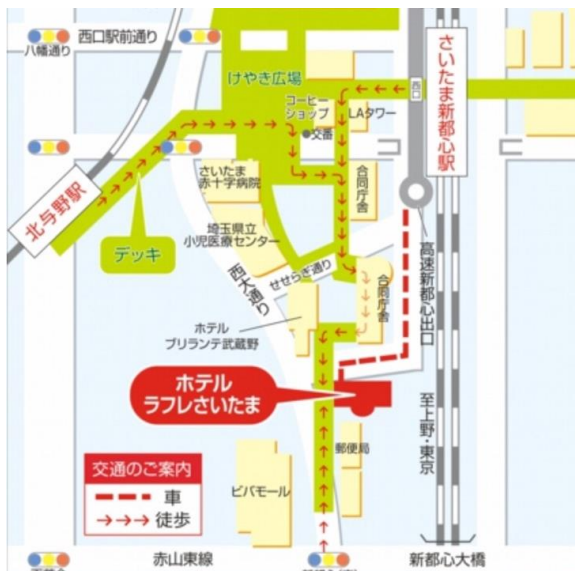 西口駅前通り
八幡通り
けやき広場
コーヒー
ショップ
LAタワー
西口
さいたま新都心駅
交番
さいたま
赤十字病院
合同庁舎
北与野駅
デッキ
埼玉県立
小児医療センター
西大通り
せせらぎ通り
合同庁舎
高速新都心出口
ホテル
ブリランテ武蔵野
ホテル
ラフレさいたま
至上野・東京
郵便局
交通のご案内
車
徒歩
ビバモール
赤山東線
新都心大橋